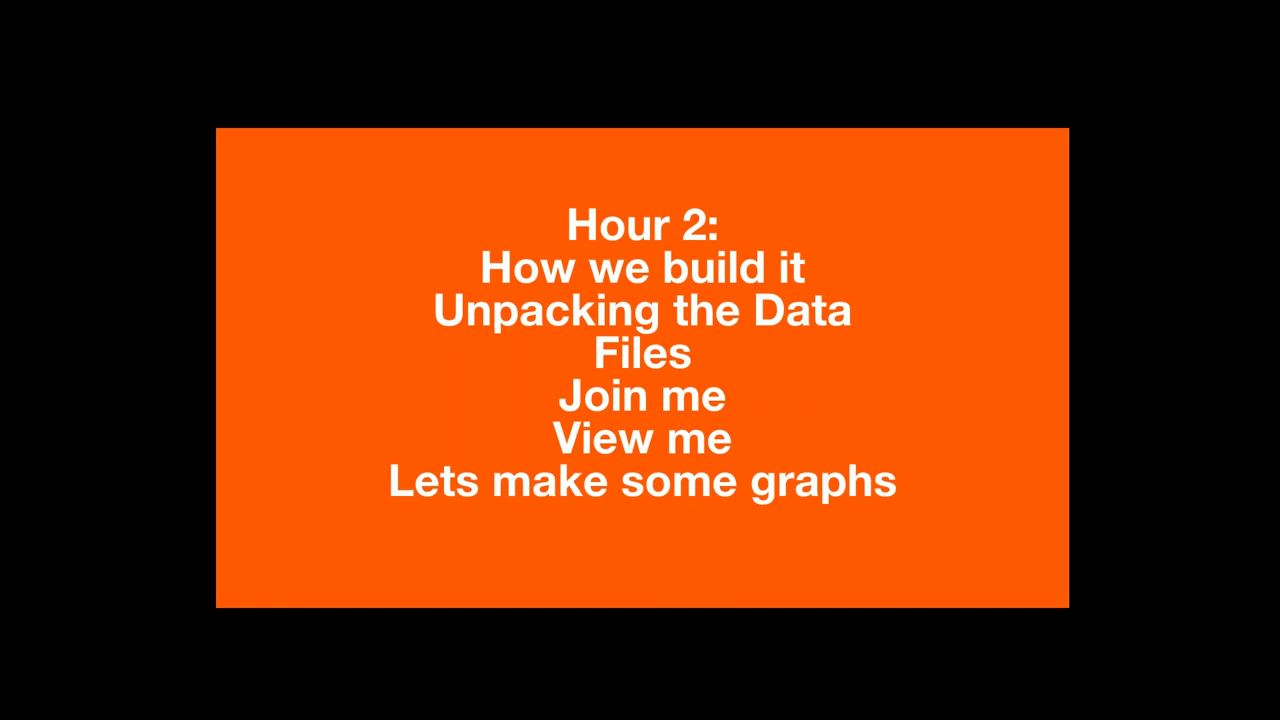 Hour 2:
How we build it
Unpacking the Data
Files
Join me
View me
Lets make some graphs